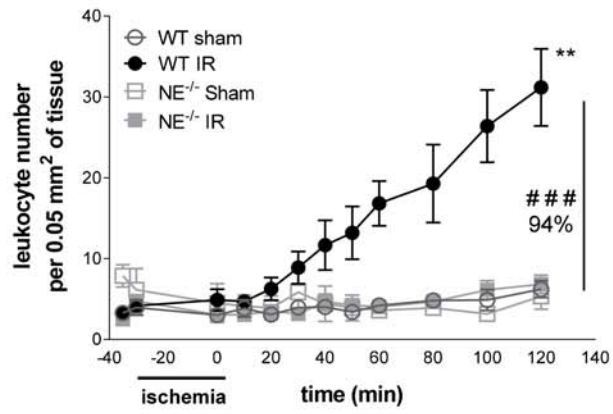 40
30
20
10
0
leukocyte number
per 0.05 mm² of tissue
WT sham
WT IR
NE⁻/⁻ Sham
NE⁻/⁻ IR
**
###
94%
-40 -20 0 20 40 60 80 100 120 140
ischemia
time (min)